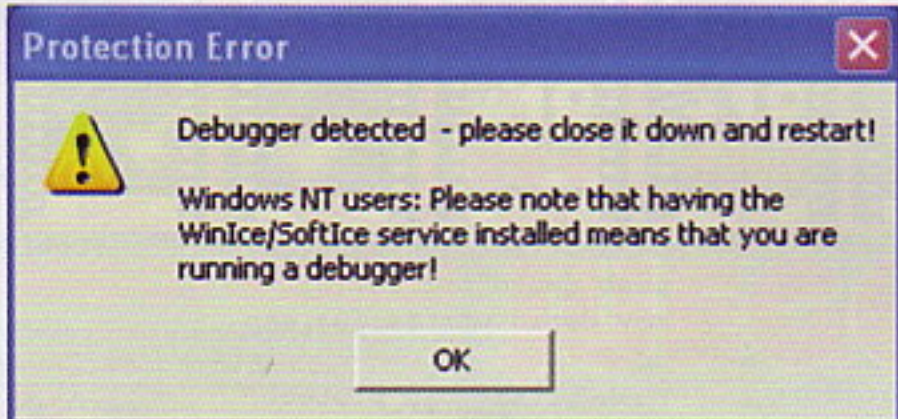 Protection Error
Debugger detected - please close it down and restart!
Windows NT users: Please note that having the
WinIce/SoftIce service installed means that you are
running a debugger!
OK